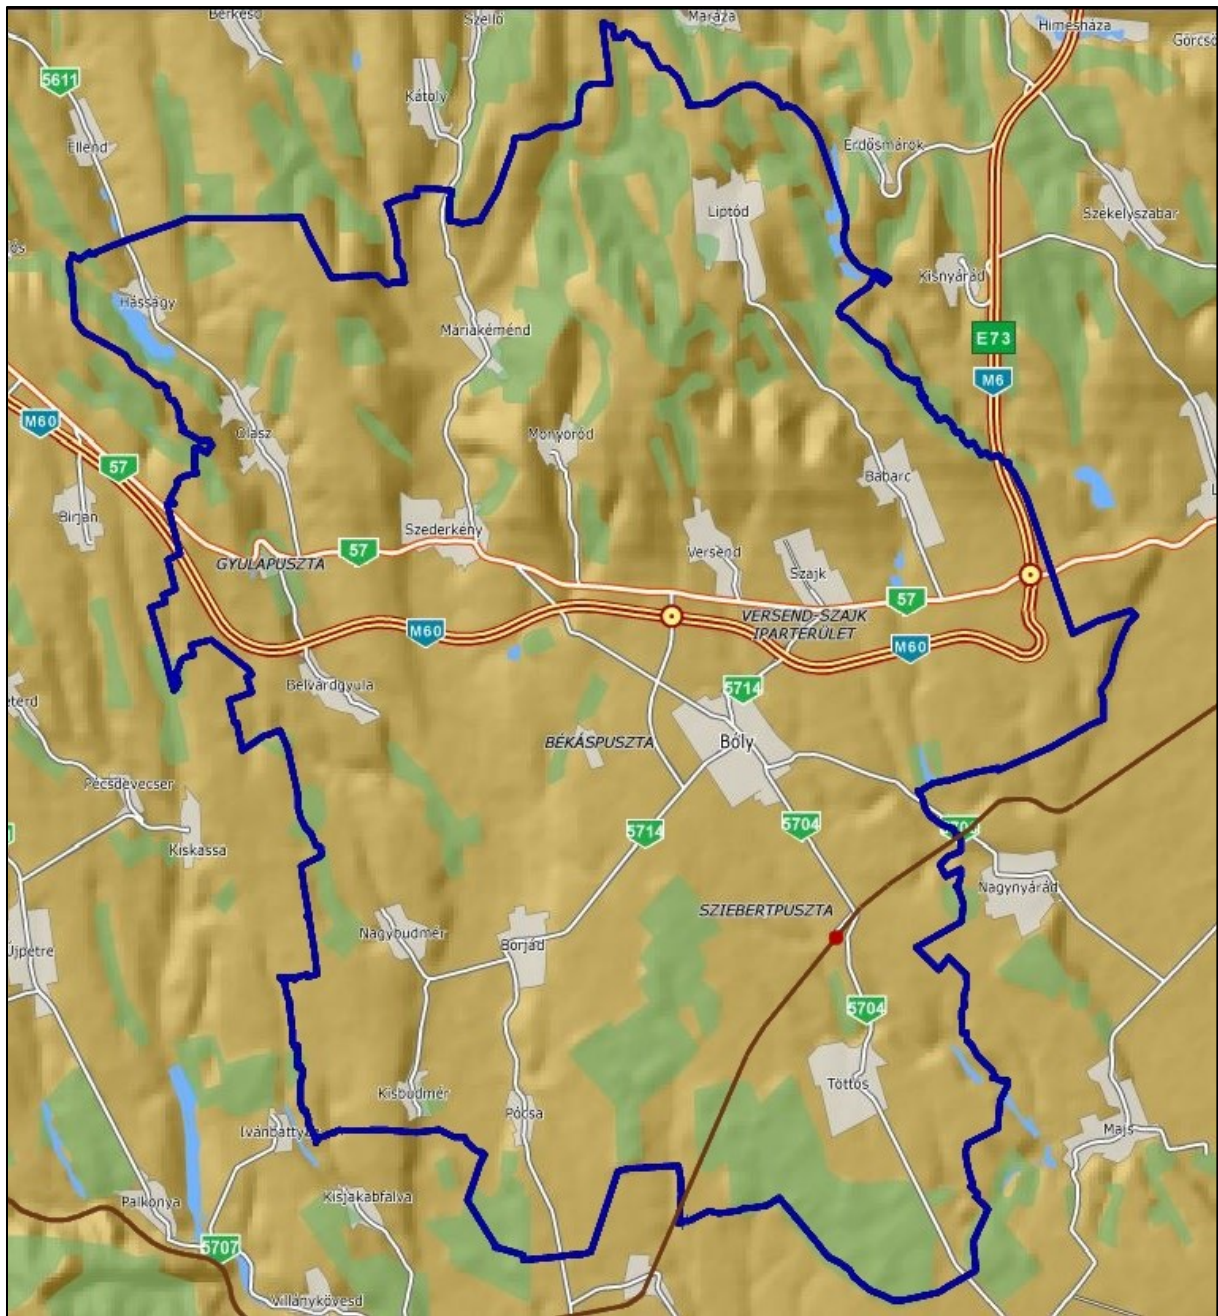 Berkesd
Szellő
Maráza
Himesháza
Görcsö
5611
Kátoly
Ellend
Erdősmárok
Liptód
Szekelyszabar
Kisnyárád
Hásságy
Máriakéménd
E73
M6
M60
Olasz
Monyoród
57
Babarc
Birján
Szederkény
Versend
57
Szajk
GYULAPUSZTA
57
VERSEND-SZAJK
IPARTERÜLET
M60
M60
Belvárdgyula
5714
eterd
BÉKÁSPUSZTA
Bóly
Pécsdevecser
5714
5704
Kiskassa
Nagynyárád
SZIEBERTPUSZTA
Nagybudmér
Borjád
Újpetre
5704
Kisbudmér
Töttös
Pócsa
Ivánbattyán
Majs
Palkonya
Kisjakabfalva
5707
Villánykövesd